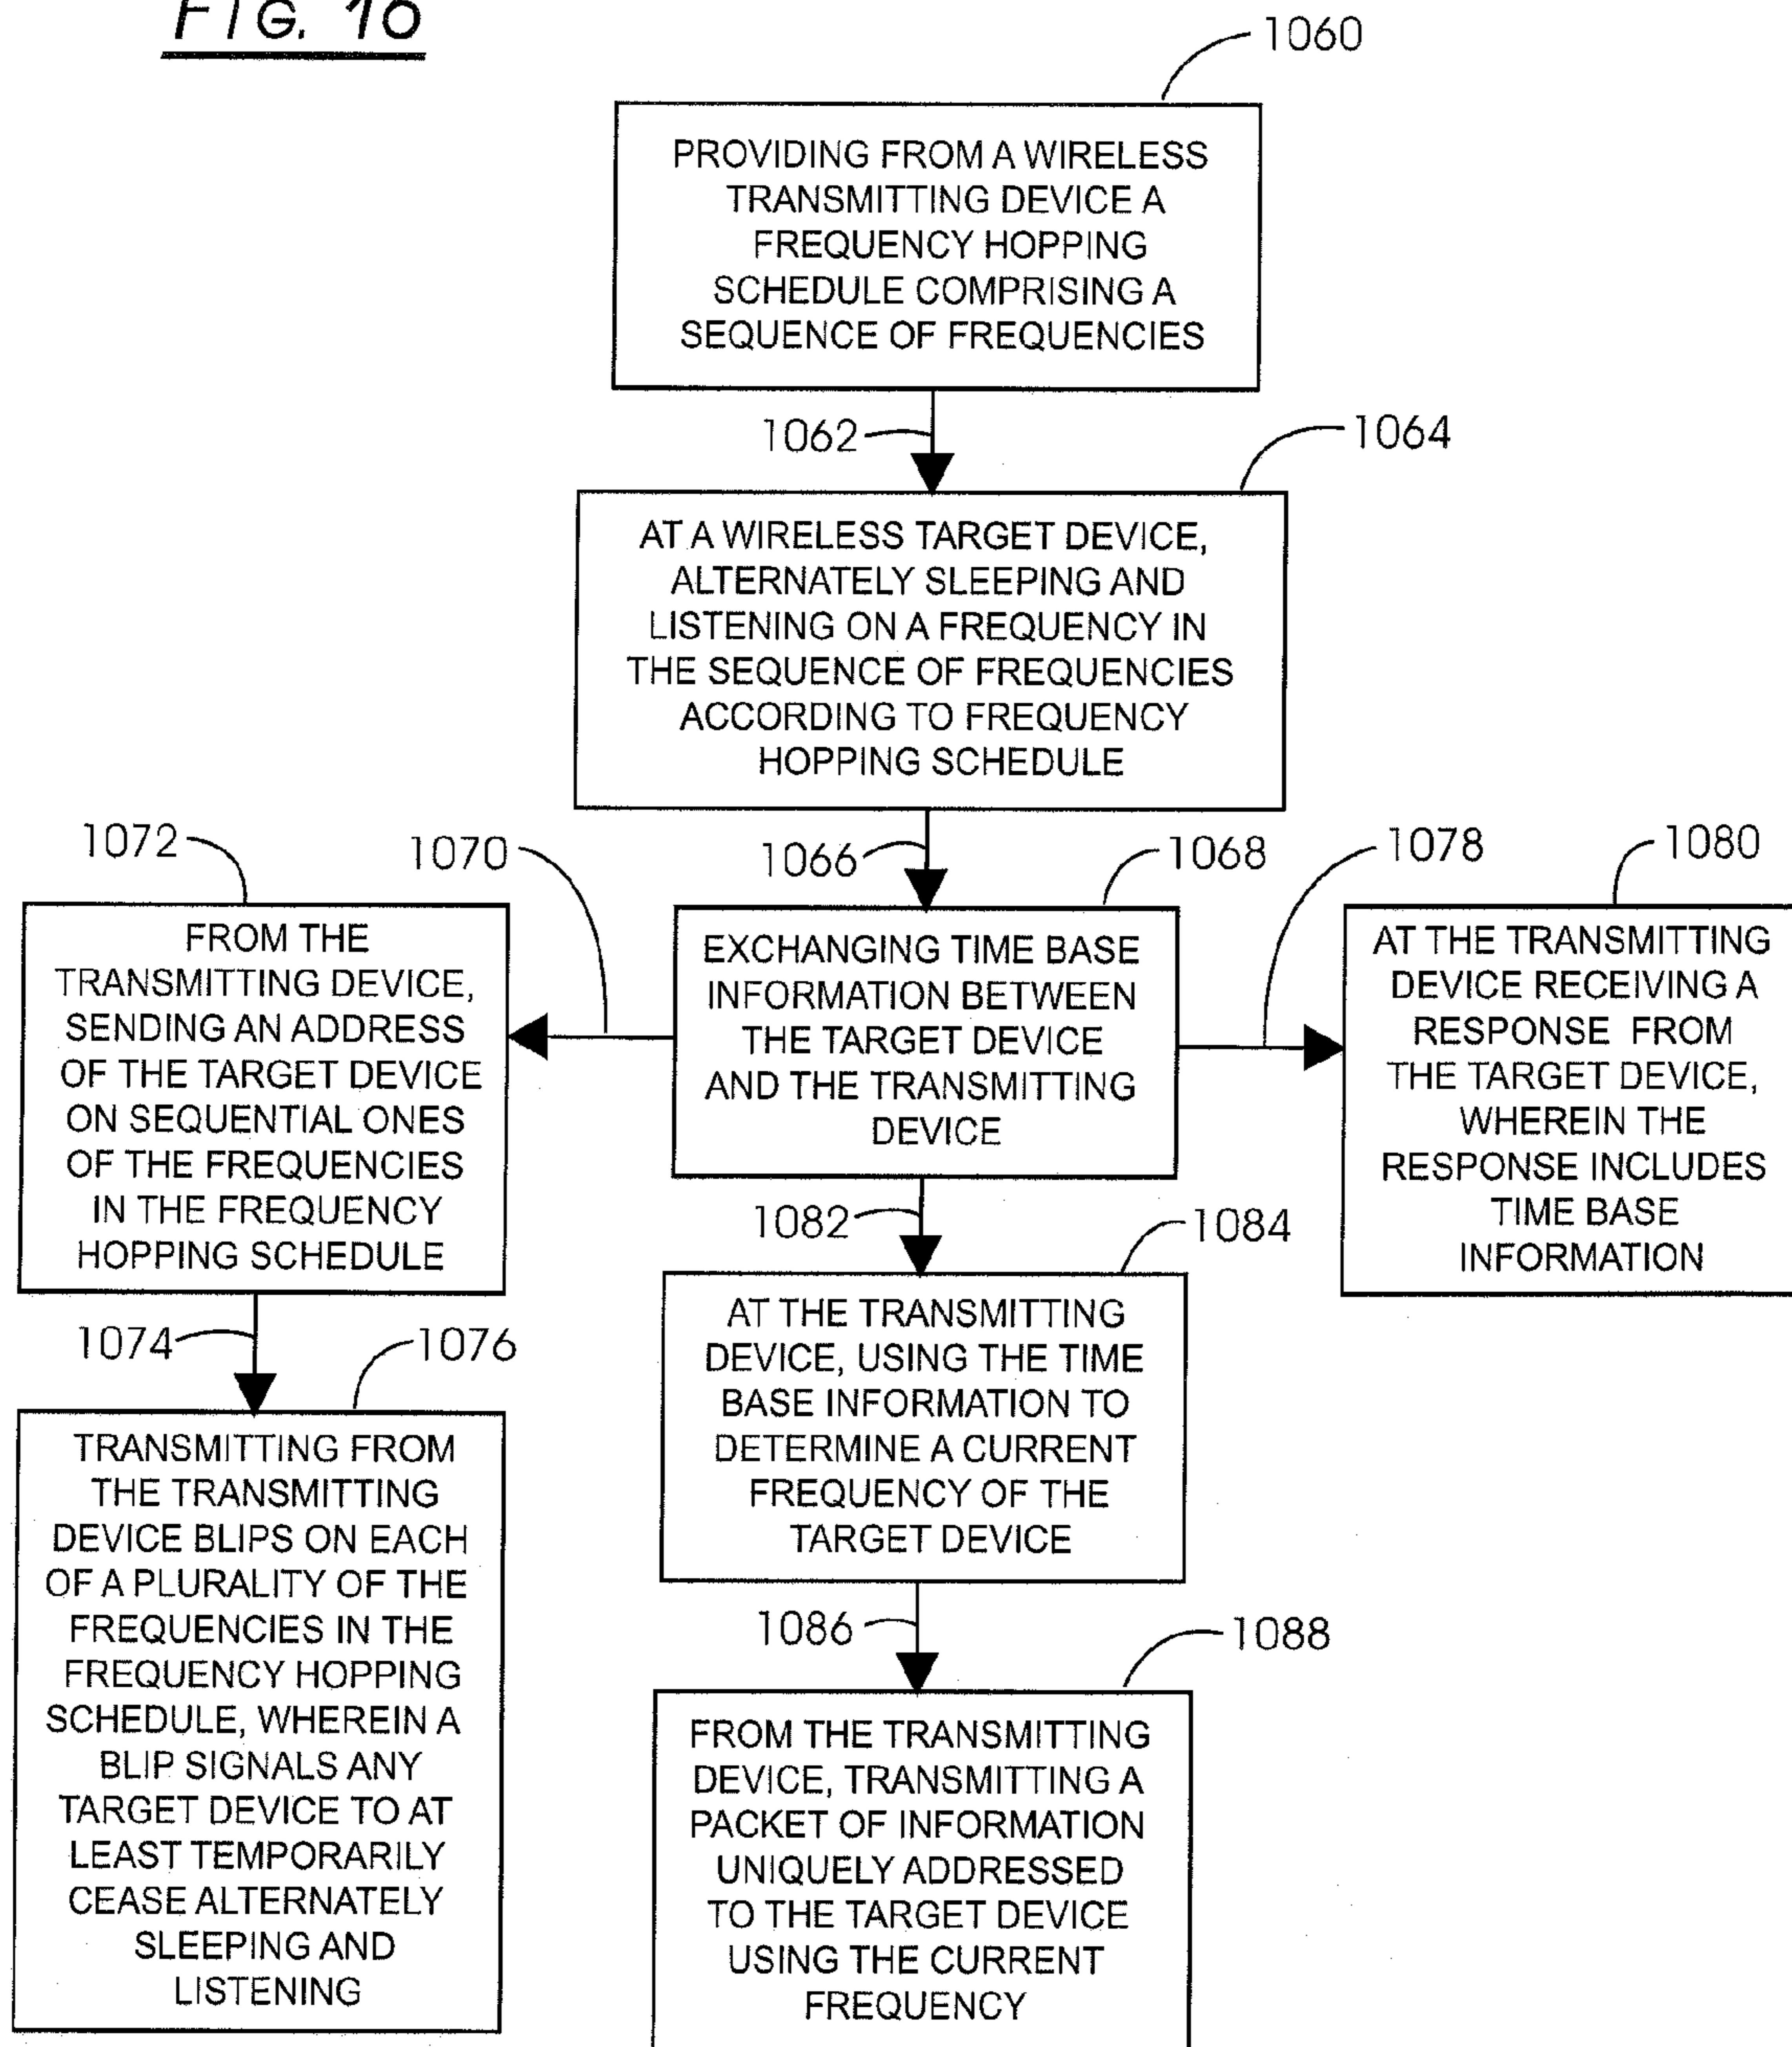 FIG. 10
1060
PROVIDING FROM A WIRELESS
TRANSMITTING DEVICE A
FREQUENCY HOPPING
SCHEDULE COMPRISING A
SEQUENCE OF FREQUENCIES
1062
1064
AT A WIRELESS TARGET DEVICE,
ALTERNATELY SLEEPING AND
LISTENING ON A FREQUENCY IN
THE SEQUENCE OF FREQUENCIES
ACCORDING TO FREQUENCY
HOPPING SCHEDULE
1072
1070
1066
1068
1078
1080
FROM THE
TRANSMITTING DEVICE,
SENDING AN ADDRESS
OF THE TARGET DEVICE
ON SEQUENTIAL ONES
OF THE FREQUENCIES
IN THE FREQUENCY
HOPPING SCHEDULE
EXCHANGING TIME BASE
INFORMATION BETWEEN
THE TARGET DEVICE
AND THE TRANSMITTING
DEVICE
AT THE TRANSMITTING
DEVICE RECEIVING A
RESPONSE FROM
THE TARGET DEVICE,
WHEREIN THE
RESPONSE INCLUDES
TIME BASE
INFORMATION
1082
1084
1074
1076
AT THE TRANSMITTING
DEVICE, USING THE TIME
BASE INFORMATION TO
DETERMINE A CURRENT
FREQUENCY OF THE
TARGET DEVICE
TRANSMITTING FROM
THE TRANSMITTING
DEVICE BLIPS ON EACH
OF A PLURALITY OF THE
FREQUENCIES IN THE
FREQUENCY HOPPING
SCHEDULE, WHEREIN A
BLIP SIGNALS ANY
TARGET DEVICE TO AT
LEAST TEMPORARILY
CEASE ALTERNATELY
SLEEPING AND
LISTENING
1086
1088
FROM THE TRANSMITTING
DEVICE, TRANSMITTING A
PACKET OF INFORMATION
UNIQUELY ADDRESSED
TO THE TARGET DEVICE
USING THE CURRENT
FREQUENCY